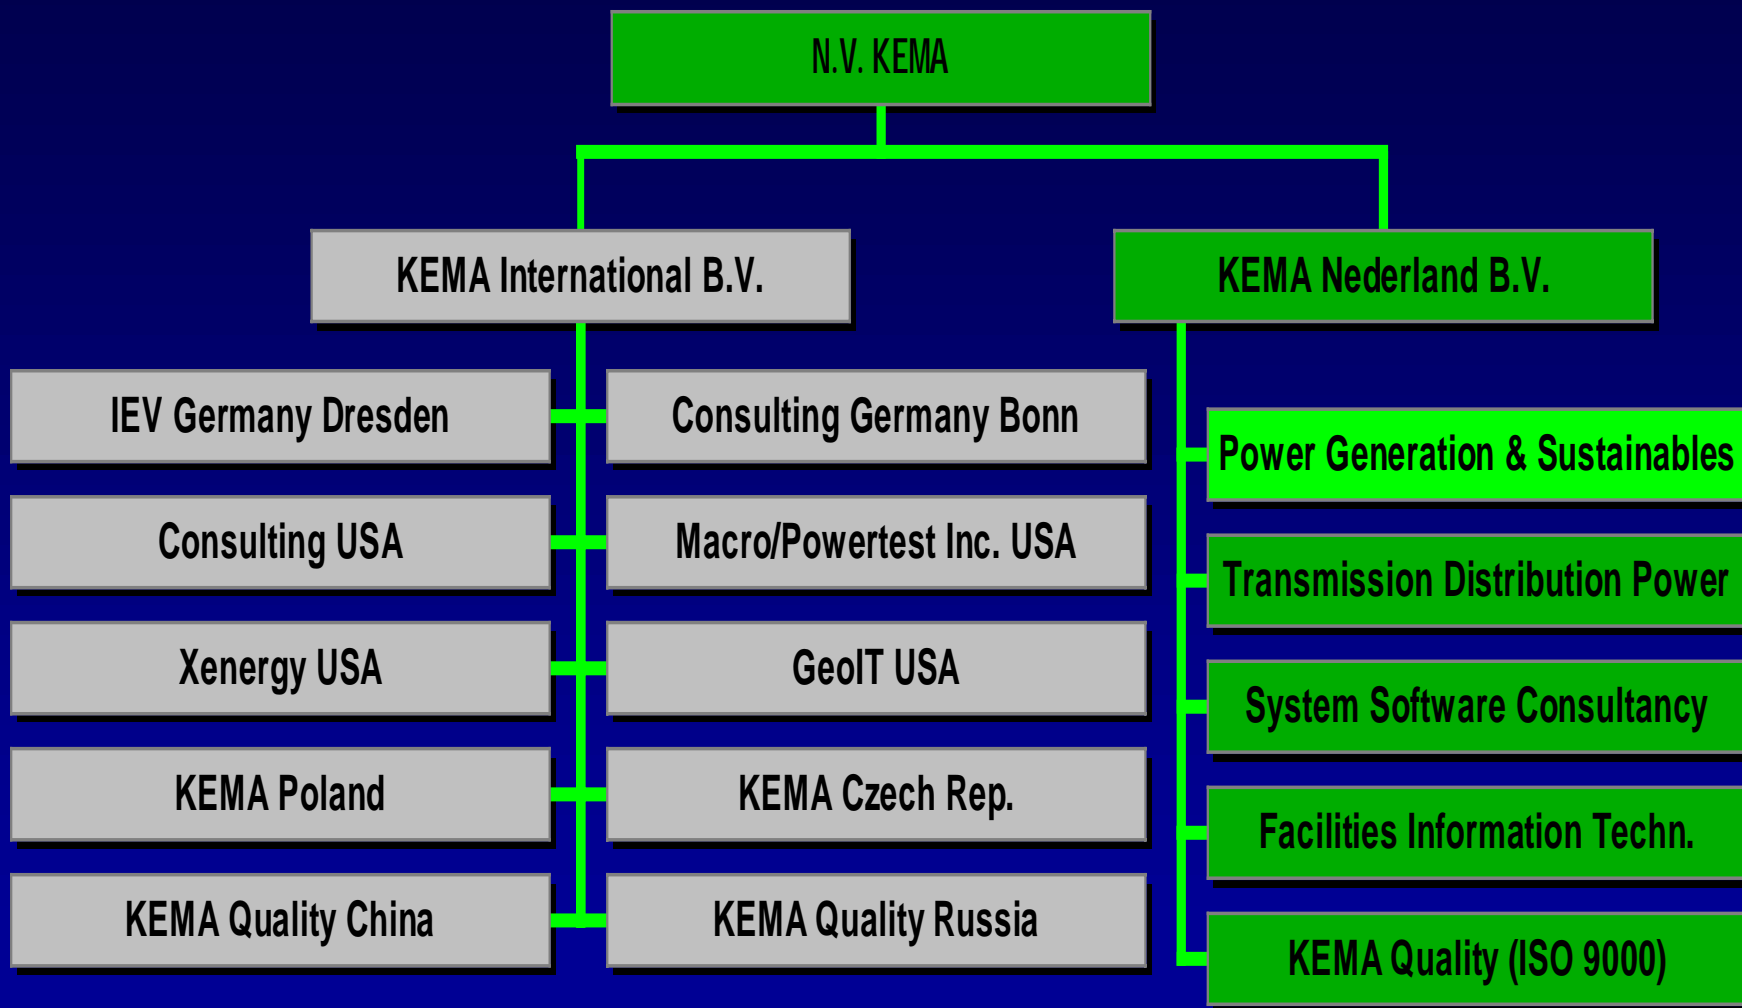 N.V. KEMA
KEMA International B.V.
KEMA Nederland B.V.
IEV Germany Dresden
Consulting Germany Bonn
Consulting USA
Macro/Powertest Inc. USA
Xenergy USA
GeoIT USA
KEMA Poland
KEMA Czech Rep.
KEMA Quality China
KEMA Quality Russia
Power Generation & Sustainables
Transmission Distribution Power
System Software Consultancy
Facilities Information Techn.
KEMA Quality (ISO 9000)